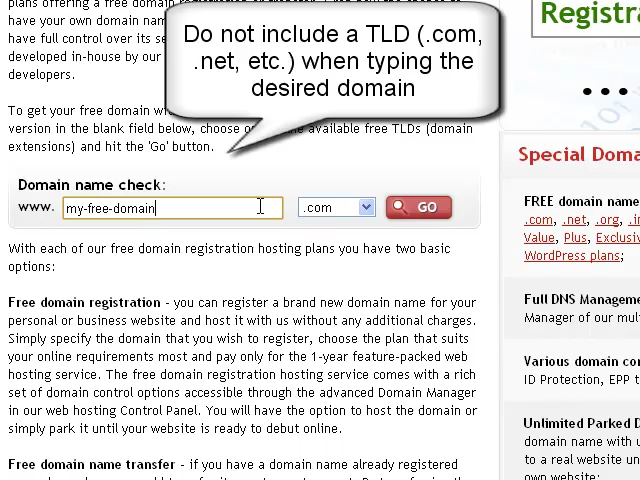 plans offering a free domain
have your own domain nam
have full control over its se
developed in-house by our
developers.
Do not include a TLD (.com,
.net, etc.) when typing the
desired domain
To get your free domain
version in the blank field below, choose available free TLDs (domain
extensions) and hit the 'Go' button.
Domain name check:
www. my-free-domain .com GO
With each of our free domain registration hosting plans you have two basic
options:
Free domain registration - you can register a brand new domain name for your
personal or business website and host it with us without any additional charges.
Simply specify the domain that you wish to register, choose the plan that suits
your online requirements most and pay only for the 1-year feature-packed web
hosting service. The free domain registration hosting service comes with a rich
set of domain control options accessible through the advanced Domain Manager
in our web hosting Control Panel. You will have the option to host the domain or
simply park it until your website is ready to debut online.
Free domain name transfer - if you have a domain name already registered
Registra
...
Special Doma
FREE domain name
.com, .net, .org, .i
Value, Plus, Exclusiv
WordPress plans;
Full DNS Manageme
Manager of our mul
Various domain co
ID Protection, EPP t
Unlimited Parked D
domain name with u
to a real website un
own website;